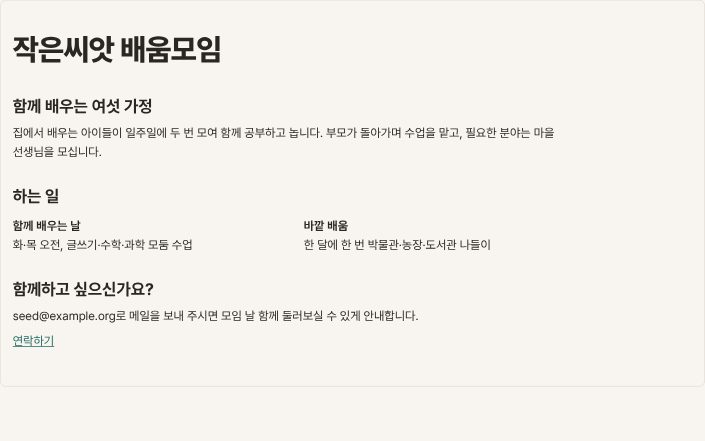 작은씨앗 배움모임
함께 배우는 여섯 가정
집에서 배우는 아이들이 일주일에 두 번 모여 함께 공부하고 놉니다. 부모가 돌아가며 수업을 맡고, 필요한 분야는 마을
선생님을 모십니다.
하는 일
함께 배우는 날
화·목 오전, 글쓰기·수학·과학 모둠 수업
바깥 배움
한 달에 한 번 박물관·농장·도서관 나들이
함께하고 싶으신가요?
seed@example.org로 메일을 보내 주시면 모임 날 함께 둘러보실 수 있게 안내합니다.
연락하기